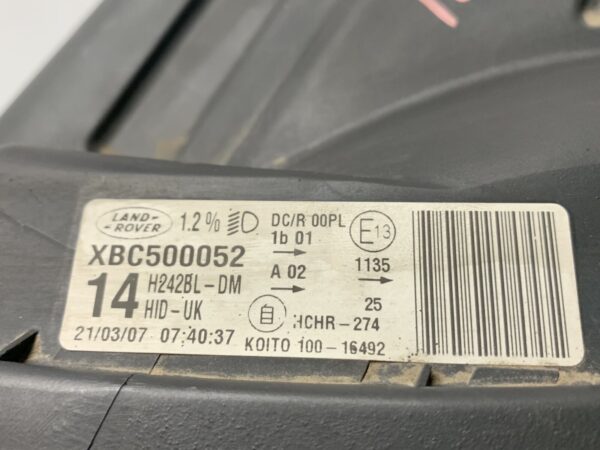 LAND-
ROVER
1.2%
DC/R 00PL
1b 01
E13
XBC500052
A 02
1135
14
H242BL-DM
HID-UK
自
25
HCHR-274
21/03/07 07:40:37
KOITO 100-16492